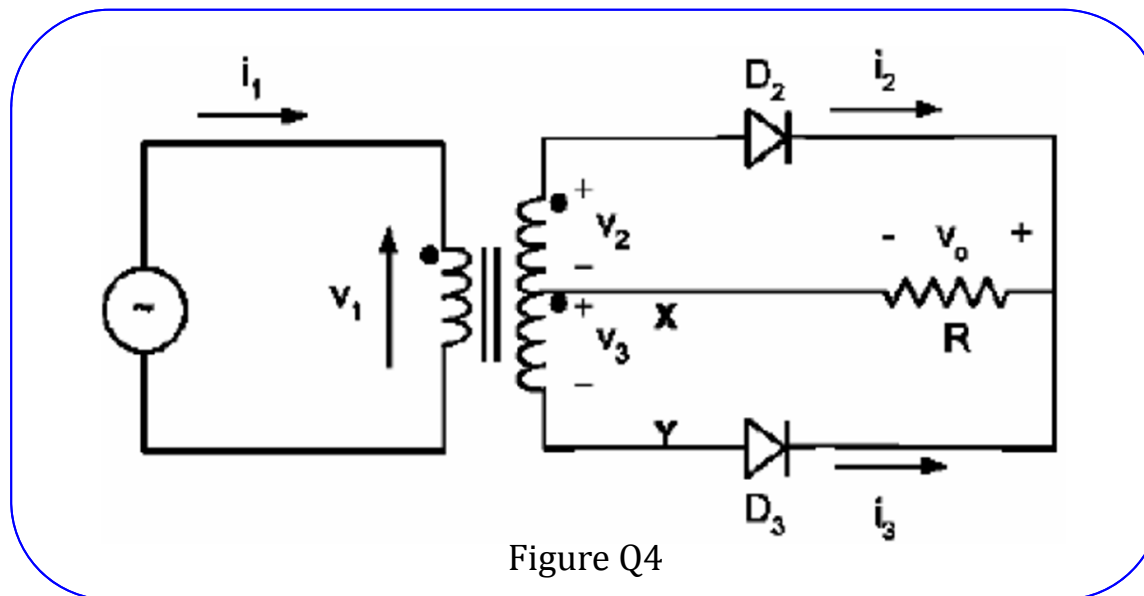 i₁
D₂
i₂
+
v₂
-
v₁
~
-
v₀
+
+
X
R
v₃
-
Y
D₃
i₃
Figure Q4